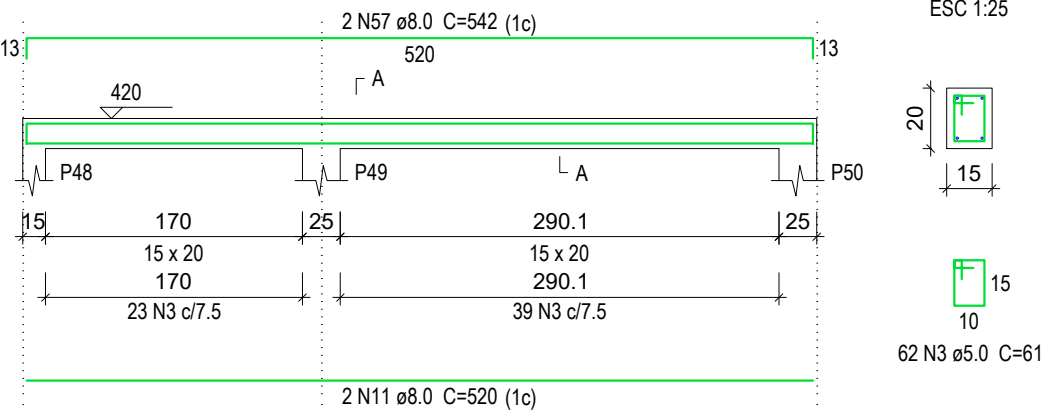 2 N57 ø8.0 C=542 (1c)
ESC 1:25
13
520
13
A
420
20
P48
P49
A
P50
15
15
170
25
290.1
25
15 x 20
15 x 20
170
290.1
23 N3 c/7.5
39 N3 c/7.5
15
10
62 N3 ø5.0 C=61
2 N11 ø8.0 C=520 (1c)